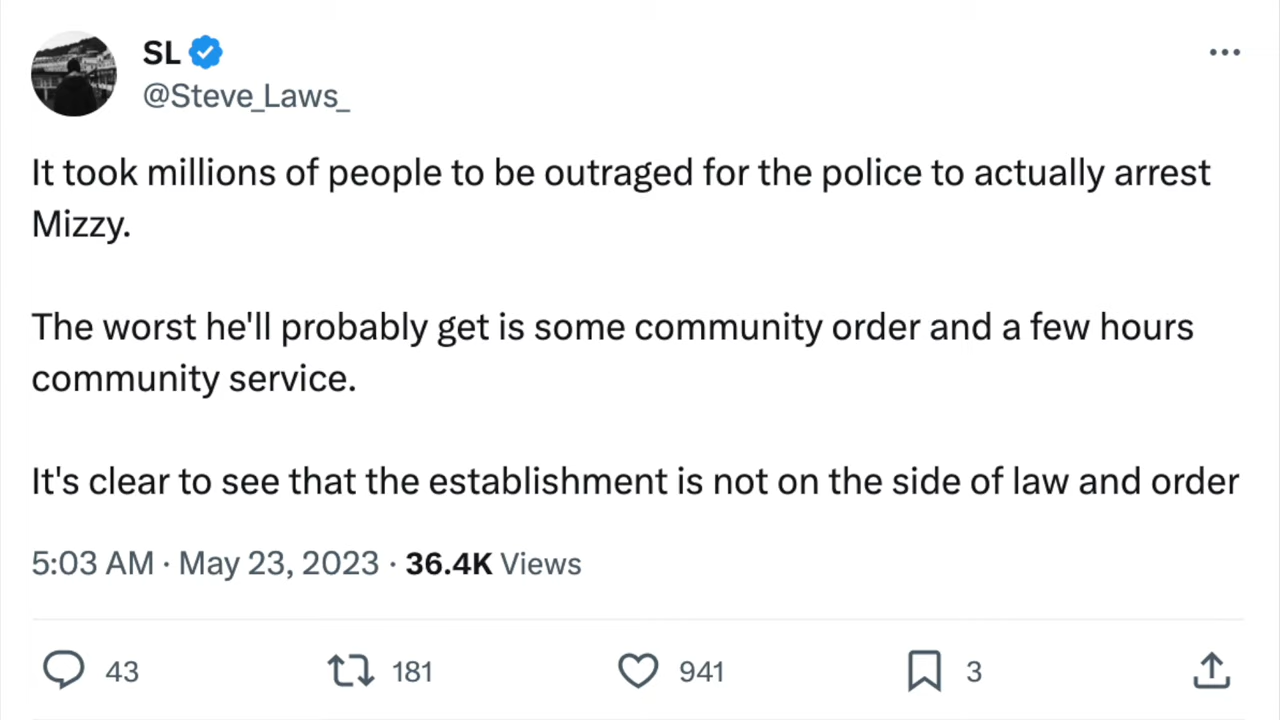 SL
@Steve_Laws_
It took millions of people to be outraged for the police to actually arrest
Mizzy.
The worst he'll probably get is some community order and a few hours
community service.
It's clear to see that the establishment is not on the side of law and order
5:03 AM · May 23, 2023 · 36.4K Views
43 181 941 3